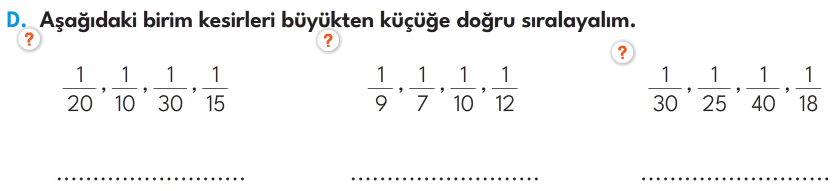 D. Aşağıdaki birim kesirleri büyükten küçüğe doğru sıralayalım.
? ? ?
1/20, 1/10, 1/30, 1/15
1/9, 1/7, 1/10, 1/12
1/30, 1/25, 1/40, 1/18
.......................... .......................... ..........................